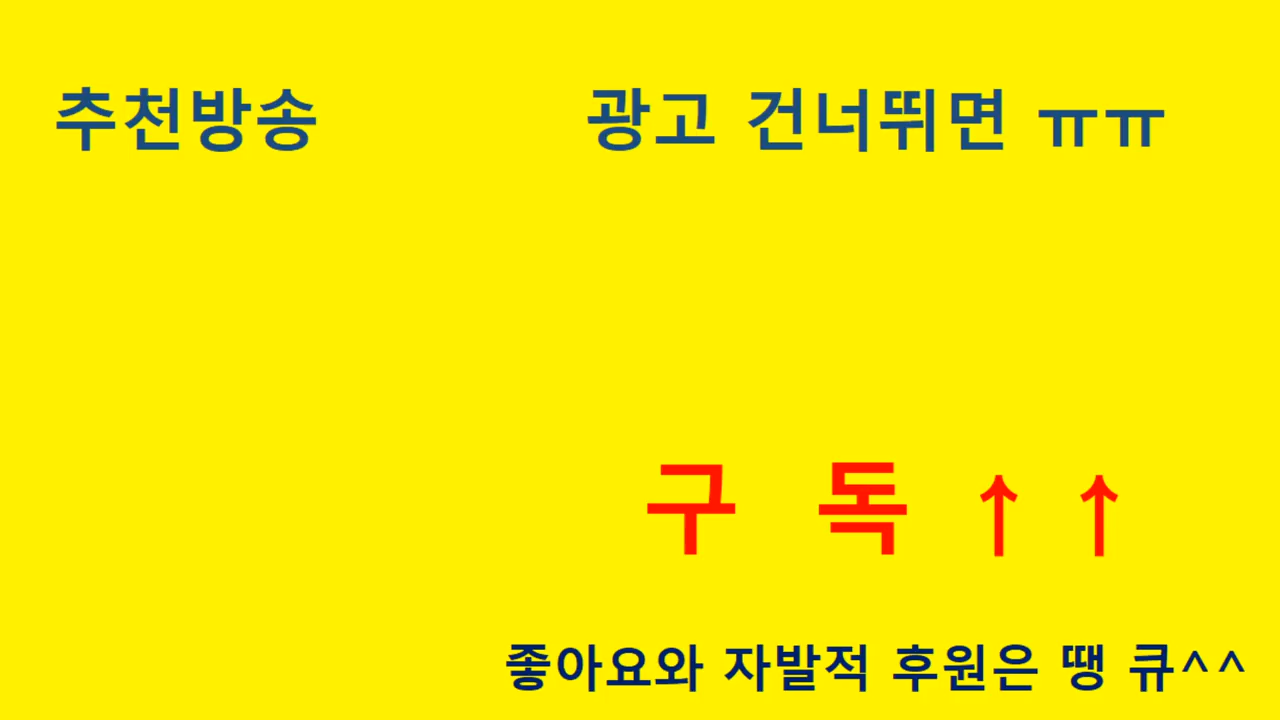 추천방송
광고 건너뛰면 ㅠㅠ
구 독 ↑ ↑
좋아요와 자발적 후원은 땡 큐^^